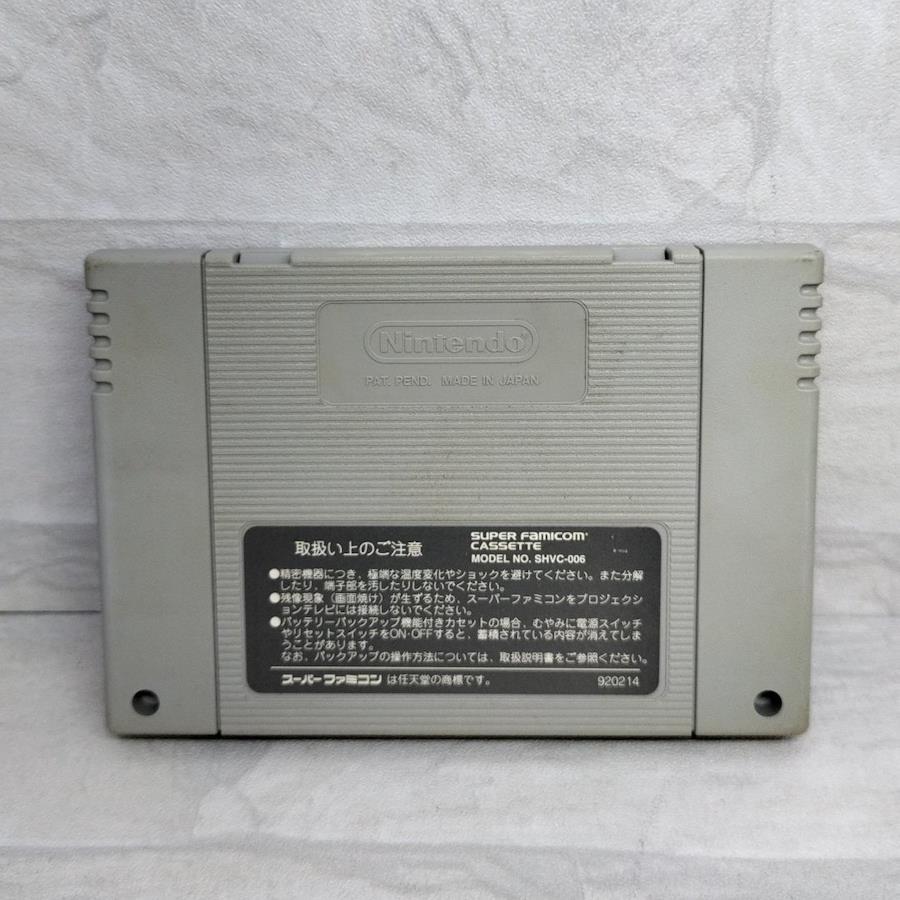 Nintendo®
PAT. PEND. MADE IN JAPAN
取扱い上のご注意
SUPER FAMICOM
CASSETTE
MODEL NO. SHVC-006
●精密機器につき、極端な温度変化やショックを避けてください。また分解
したり、端子部を汚したりしないでください。
●残像現象（画面焼け）が生ずるため、スーパーファミコンをプロジェクシ
ョンテレビには接続しないでください。
●バッテリーバックアップ機能付きカセットの場合、むやみに電源スイッチ
やリセットスイッチをON·OFFすると、蓄積されている内容が消えてしま
うことがあります。
なお、バックアップの操作方法については、取扱説明書をご参照ください。
スーパーファミコンは任天堂の商標です。
920214